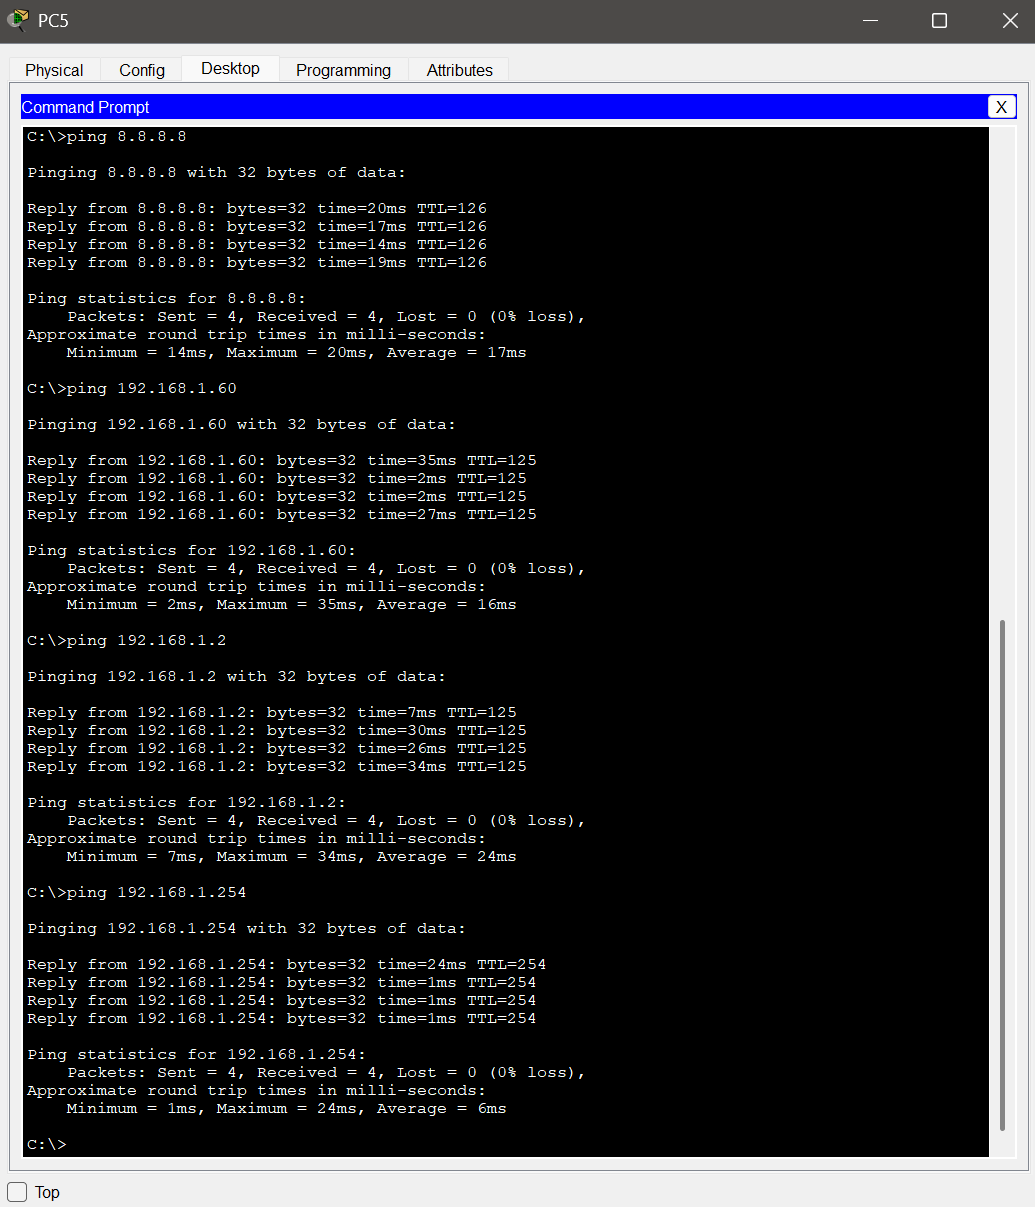 PC5
Physical Config Desktop Programming Attributes
Command Prompt X
C:\>ping 8.8.8.8
Pinging 8.8.8.8 with 32 bytes of data:
Reply from 8.8.8.8: bytes=32 time=20ms TTL=126
Reply from 8.8.8.8: bytes=32 time=17ms TTL=126
Reply from 8.8.8.8: bytes=32 time=14ms TTL=126
Reply from 8.8.8.8: bytes=32 time=19ms TTL=126
Ping statistics for 8.8.8.8:
Packets: Sent = 4, Received = 4, Lost = 0 (0% loss),
Approximate round trip times in milli-seconds:
Minimum = 14ms, Maximum = 20ms, Average = 17ms
C:\>ping 192.168.1.60
Pinging 192.168.1.60 with 32 bytes of data:
Reply from 192.168.1.60: bytes=32 time=35ms TTL=125
Reply from 192.168.1.60: bytes=32 time=2ms TTL=125
Reply from 192.168.1.60: bytes=32 time=2ms TTL=125
Reply from 192.168.1.60: bytes=32 time=27ms TTL=125
Ping statistics for 192.168.1.60:
Packets: Sent = 4, Received = 4, Lost = 0 (0% loss),
Approximate round trip times in milli-seconds:
Minimum = 2ms, Maximum = 35ms, Average = 16ms
C:\>ping 192.168.1.2
Pinging 192.168.1.2 with 32 bytes of data:
Reply from 192.168.1.2: bytes=32 time=7ms TTL=125
Reply from 192.168.1.2: bytes=32 time=30ms TTL=125
Reply from 192.168.1.2: bytes=32 time=26ms TTL=125
Reply from 192.168.1.2: bytes=32 time=34ms TTL=125
Ping statistics for 192.168.1.2:
Packets: Sent = 4, Received = 4, Lost = 0 (0% loss),
Approximate round trip times in milli-seconds:
Minimum = 7ms, Maximum = 34ms, Average = 24ms
C:\>ping 192.168.1.254
Pinging 192.168.1.254 with 32 bytes of data:
Reply from 192.168.1.254: bytes=32 time=24ms TTL=254
Reply from 192.168.1.254: bytes=32 time=1ms TTL=254
Reply from 192.168.1.254: bytes=32 time=1ms TTL=254
Reply from 192.168.1.254: bytes=32 time=1ms TTL=254
Ping statistics for 192.168.1.254:
Packets: Sent = 4, Received = 4, Lost = 0 (0% loss),
Approximate round trip times in milli-seconds:
Minimum = 1ms, Maximum = 24ms, Average = 6ms
C:\>
Top